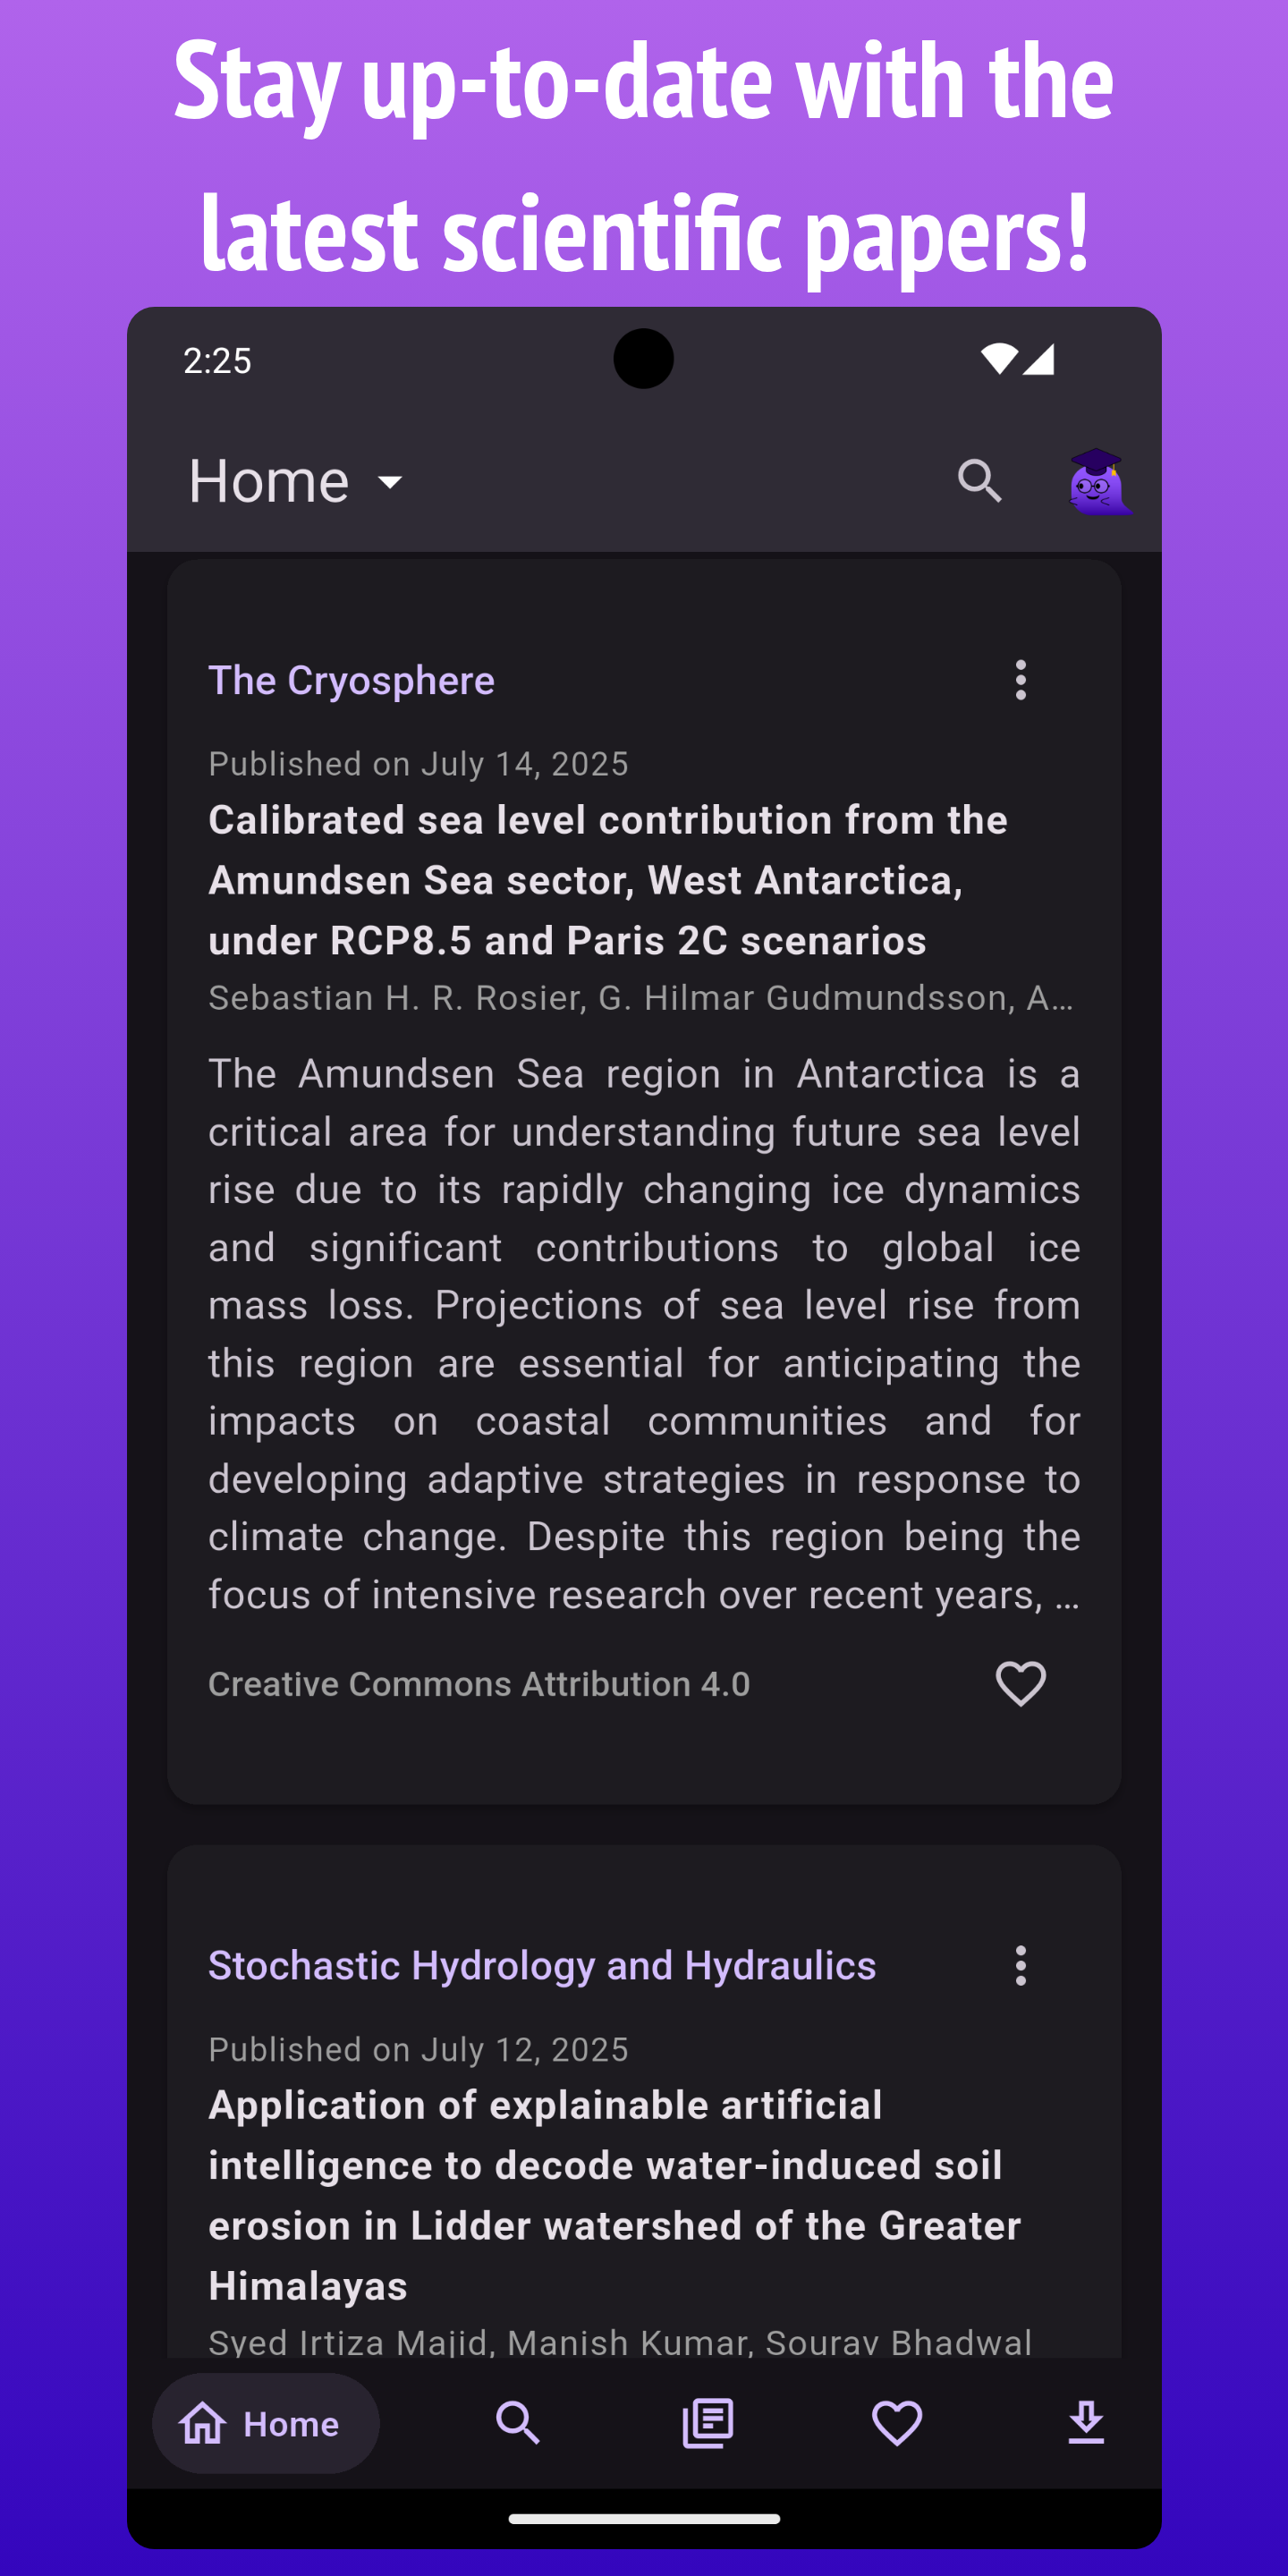 Stay up-to-date with the
latest scientific papers!
2:25
Home
The Cryosphere
Published on July 14, 2025
Calibrated sea level contribution from the
Amundsen Sea sector, West Antarctica,
under RCP8.5 and Paris 2C scenarios
Sebastian H. R. Rosier, G. Hilmar Gudmundsson, A…
The Amundsen Sea region in Antarctica is a
critical area for understanding future sea level
rise due to its rapidly changing ice dynamics
and significant contributions to global ice
mass loss. Projections of sea level rise from
this region are essential for anticipating the
impacts on coastal communities and for
developing adaptive strategies in response to
climate change. Despite this region being the
focus of intensive research over recent years, …
Creative Commons Attribution 4.0
Stochastic Hydrology and Hydraulics
Published on July 12, 2025
Application of explainable artificial
intelligence to decode water-induced soil
erosion in Lidder watershed of the Greater
Himalayas
Syed Irtiza Majid, Manish Kumar, Sourav Bhadwal
Home